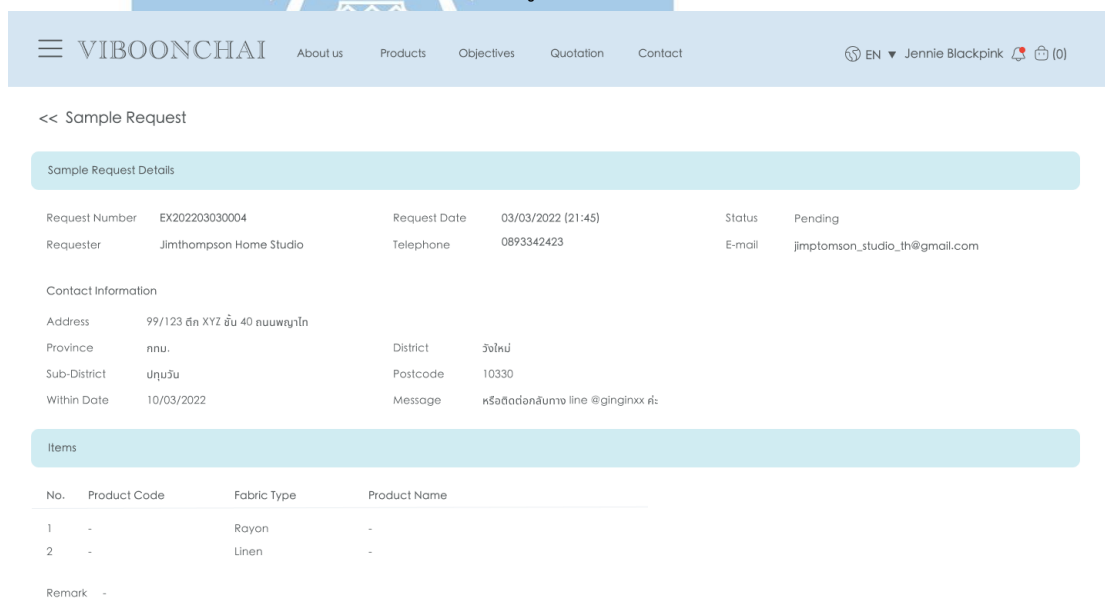 VIBOONCHAI About us Products Objectives Quotation Contact EN ▼ Jennie Blackpink (0)
<< Sample Request
Sample Request Details
Request Number EX202203030004 Request Date 03/03/2022 (21:45) Status Pending
Requester Jimthompson Home Studio Telephone 0893342423 E-mail jimptomson_studio_th@gmail.com
Contact Information
Address 99/123 ตึก XYZ ชั้น 40 ถนนพญาไท
Province กทม. District วังใหม่
Sub-District ปทุมวัน Postcode 10330
Within Date 10/03/2022 Message หรือติดต่อกลับทาง line @ginginxx ค่ะ
Items
No. Product Code Fabric Type Product Name
1 - Rayon -
2 - Linen -
Remark -